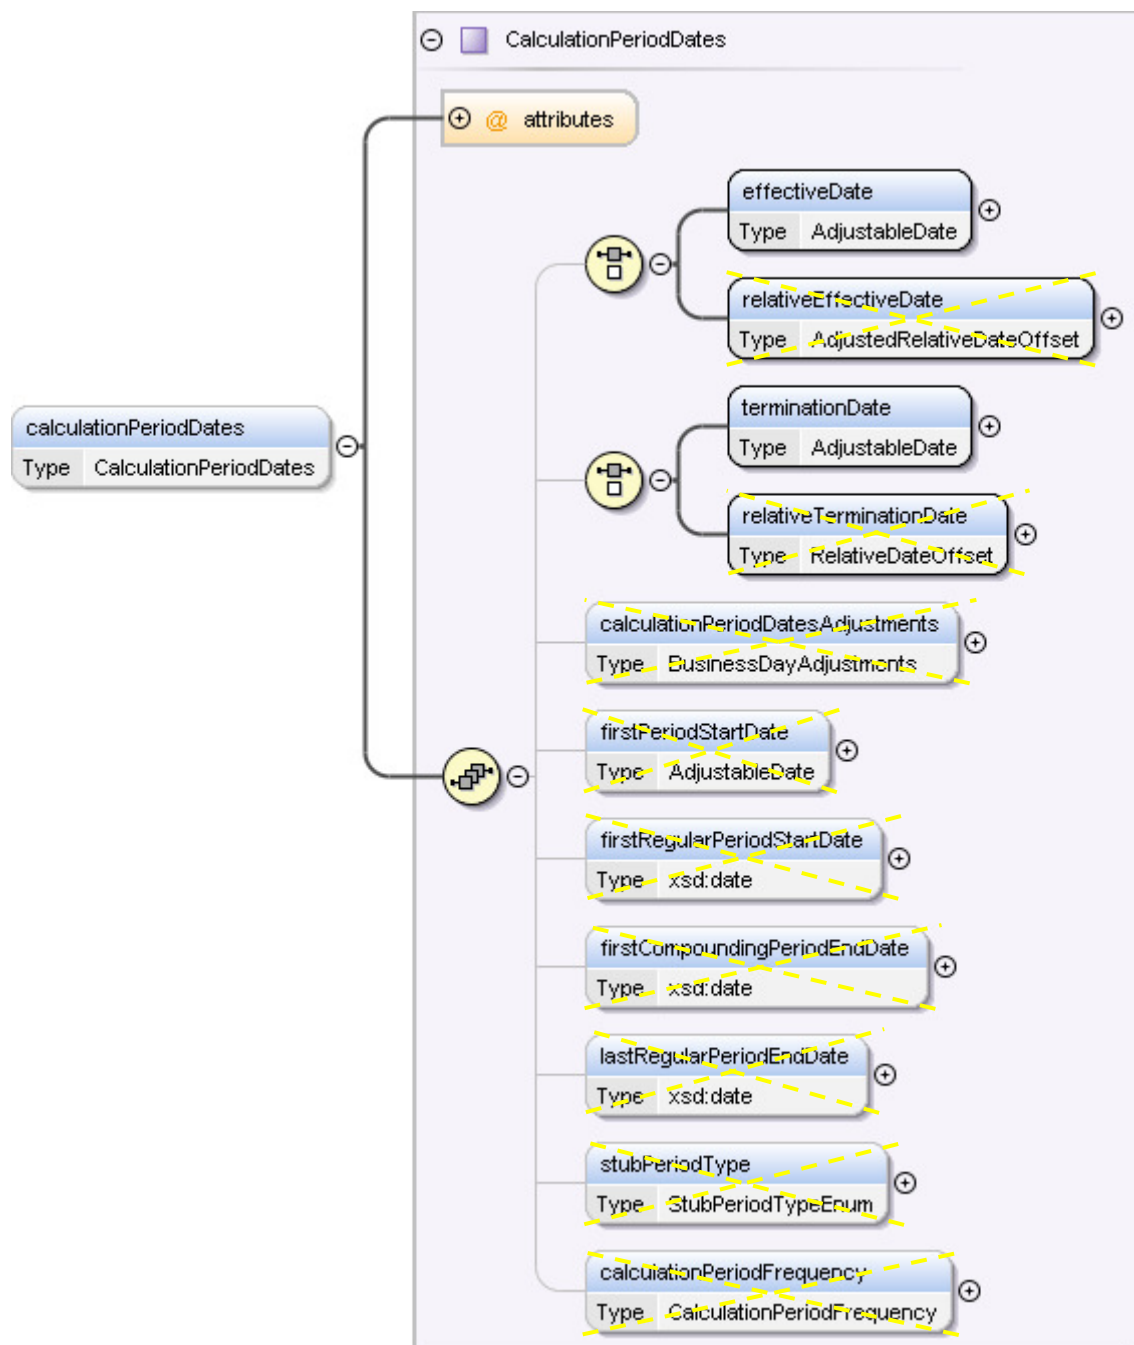 CalculationPeriodDates
@ attributes
effectiveDate
Type AdjustableDate
relativeEffectiveDate
Type AdjustedRelativeDateOffset
terminationDate
Type AdjustableDate
calculationPeriodDates
Type CalculationPeriodDates
relativeTerminationDate
Type RelativeDateOffset
calculationPeriodDatesAdjustments
Type BusinessDayAdjustments
firstPeriodStartDate
Type AdjustableDate
firstRegularPeriodStartDate
Type xsd:date
firstCompoundingPeriodEndDate
Type xsd:date
lastRegularPeriodEndDate
Type xsd:date
stubPeriodType
Type StubPeriodTypeEnum
calculationPeriodFrequency
Type CalculationPeriodFrequency